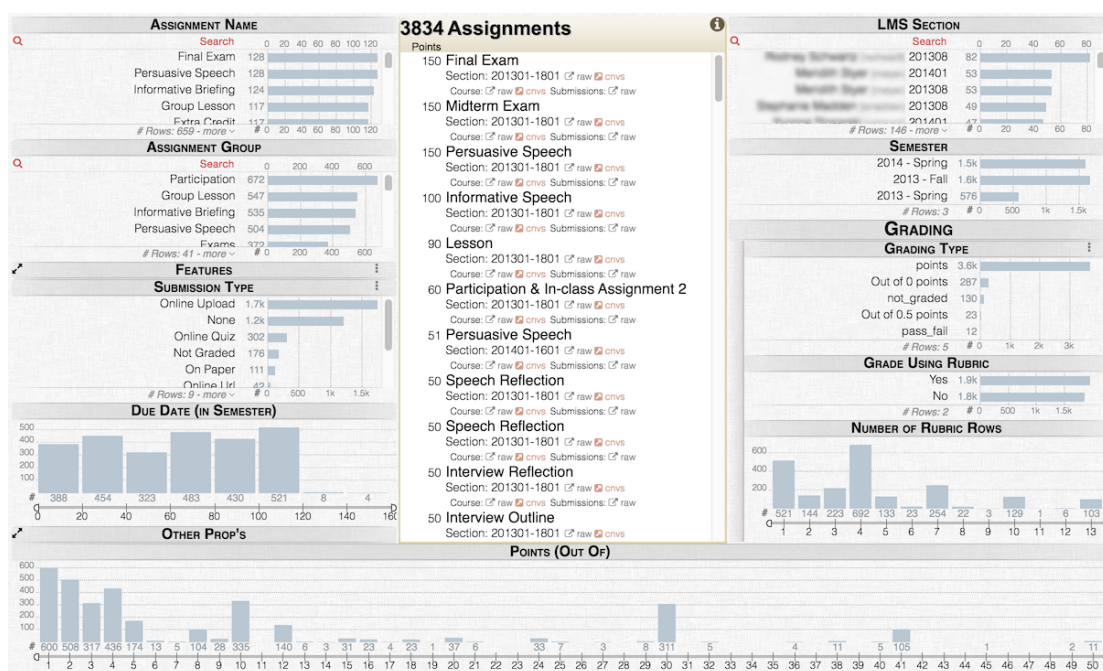 ASSIGNMENT NAME
Search 0 20 40 60 80 100 120
Final Exam 128
Persuasive Speech 128
Informative Briefing 124
Group Lesson 117
Extra Credit 117
# Rows: 659 - more # 0 20 40 60 80 100 120
ASSIGNMENT GROUP
Search 0 200 400 600
Participation 672
Group Lesson 547
Informative Briefing 535
Persuasive Speech 504
Exams 372
# Rows: 41 - more # 0 200 400 600
FEATURES
SUBMISSION TYPE
Online Upload 1.7k
None 1.2k
Online Quiz 302
Not Graded 176
On Paper 111
Online Url 42
# Rows: 9 - more # 0 500 1k 1.5k
DUE DATE (IN SEMESTER)
500
400
300
200
100
# 388 454 323 483 430 521 8 4
0 20 40 60 80 100 120 140 160
OTHER PROP'S
3834 Assignments
Points
150 Final Exam
Section: 201301-1801 raw cnvs
Course: raw cnvs Submissions: raw
150 Midterm Exam
Section: 201301-1801 raw cnvs
Course: raw cnvs Submissions: raw
150 Persuasive Speech
Section: 201301-1801 raw cnvs
Course: raw cnvs Submissions: raw
100 Informative Speech
Section: 201301-1801 raw cnvs
Course: raw cnvs Submissions: raw
90 Lesson
Section: 201301-1801 raw cnvs
Course: raw cnvs Submissions: raw
60 Participation & In-class Assignment 2
Section: 201301-1801 raw cnvs
Course: raw cnvs Submissions: raw
51 Persuasive Speech
Section: 201401-1601 raw cnvs
Course: raw cnvs Submissions: raw
50 Speech Reflection
Section: 201301-1801 raw cnvs
Course: raw cnvs Submissions: raw
50 Speech Reflection
Section: 201301-1801 raw cnvs
Course: raw cnvs Submissions: raw
50 Interview Reflection
Section: 201301-1801 raw cnvs
Course: raw cnvs Submissions: raw
50 Interview Outline
Section: 201301-1801 raw cnvs
LMS SECTION
Search 0 20 40 60 80
201308 82
201401 53
201308 53
201308 49
201401 47
# Rows: 146 - more # 0 20 40 60 80
SEMESTER
2014 - Spring 1.5k
2013 - Fall 1.6k
2013 - Spring 576
# Rows: 3 # 0 500 1k 1.5k
GRADING
GRADING TYPE
points 3.6k
Out of 0 points 287
not_graded 130
Out of 0.5 points 23
pass_fail 12
# Rows: 5 # 0 1k 2k 3k
GRADE USING RUBRIC
Yes 1.9k
No 1.8k
# Rows: 2 # 0 500 1k 1.5k
NUMBER OF RUBRIC ROWS
600
400
200
# 521 144 223 692 133 23 254 22 3 129 1 6 103
1 2 3 4 5 6 7 8 9 10 11 12 13
POINTS (OUT OF)
600
500
400
300
200
100
# 600 508 317 436 174 13 5 104 28 335 140 6 3 31 23 4 23 1 37 6 33 7 3 8 311 5 4 11 5 105 1 2 11
1 2 3 4 5 6 7 8 9 10 11 12 13 14 15 16 17 18 19 20 21 22 23 24 25 26 27 28 29 30 31 32 33 34 35 36 37 38 39 40 41 42 43 44 45 46 47 48 49 50